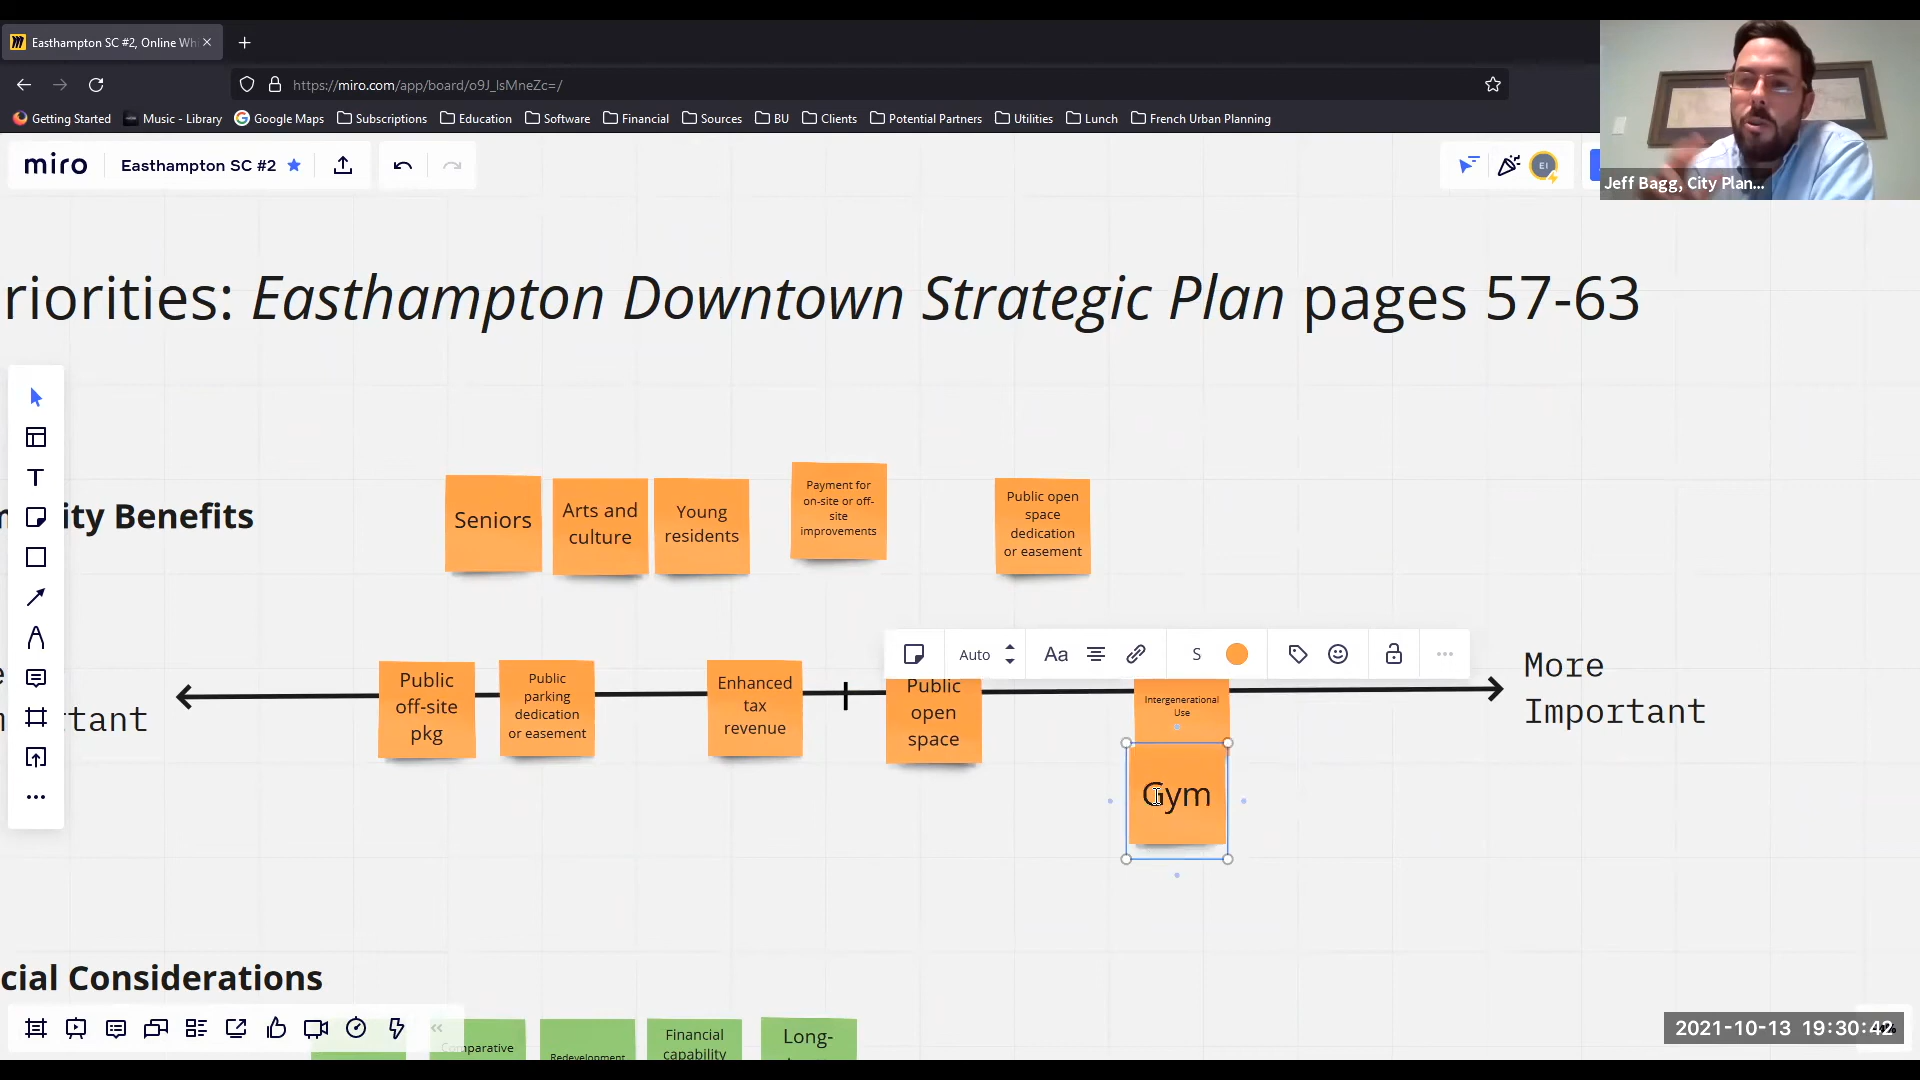 Easthampton SC #2, Online Wh
https://miro.com/app/board/o9J_lsMneZc=/
Getting Started
Music - Library
Google Maps
Subscriptions
Education
Software
Financial
Sources
BU
Clients
Potential Partners
Utilities
Lunch
French Urban Planning
miro
Easthampton SC #2
EI
Jeff Bagg, City Plan...
riorities: Easthampton Downtown Strategic Plan pages 57-63
ity Benefits
Seniors
Arts and
culture
Young
residents
Payment for
on-site or off-
site
improvements
Public open
space
dedication
or easement
Auto
Aa
S
Public
off-site
pkg
Public
parking
dedication
or easement
Enhanced
tax
revenue
Public
open
space
Intergenerational
Use
Gym
More
Important
rtant
cial Considerations
Comparative
Redevelopment
Financial
capability
Long-
2021-10-13 19:30:42